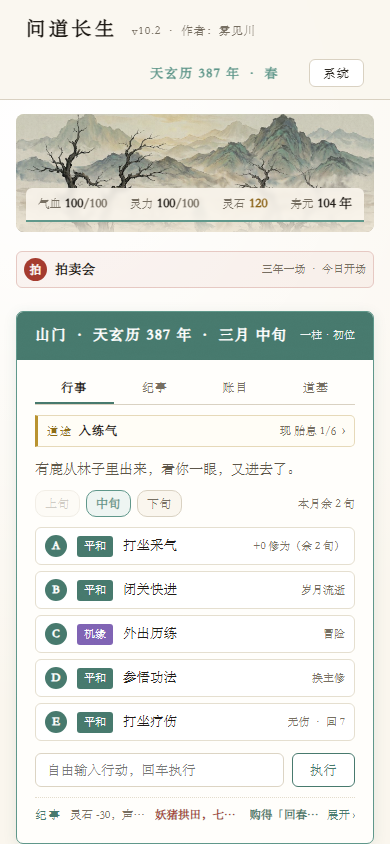 问道长生 v10.2 · 作者：雾见川
天玄历 387 年 · 春 系统
气血 100/100 灵力 100/100 灵石 120 寿元 104 年
拍 拍卖会 三年一场 · 今日开场
山门 · 天玄历 387 年 · 三月 中旬 一柱 · 初位
行事 纪事 账目 道基
道途 入练气 现 胎息 1/6 ›
有鹿从林子里出来，看你一眼，又进去了。
上旬 中旬 下旬 本月余 2 旬
A 平和 打坐采气 +0 修为（余 2 旬）
B 平和 闭关快进 岁月流逝
C 机缘 外出历练 冒险
D 平和 参悟功法 换主修
E 平和 打坐疗伤 无伤 · 回 7
自由输入行动，回车执行 执行
纪事 灵石 -30，声… 妖猪拱田，七… 购得「回春… 展开 ›